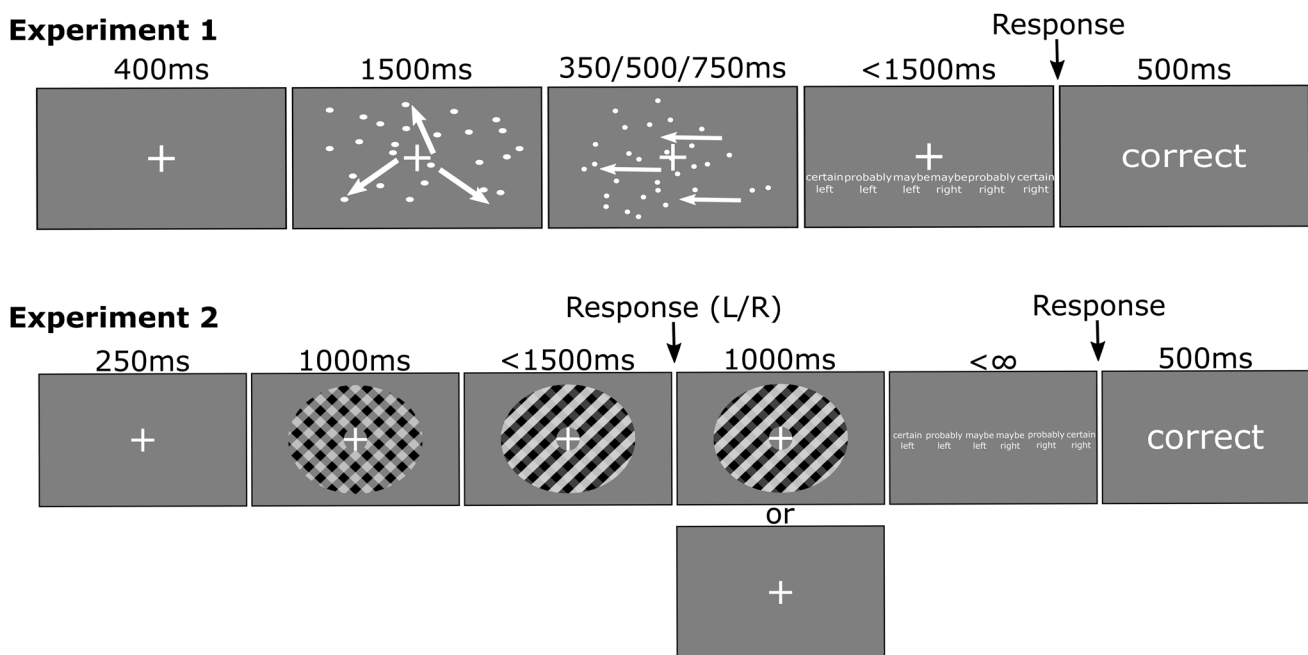 Experiment 1
Response
400ms 1500ms 350/500/750ms <1500ms 500ms
certain probably maybe maybe probably certain
left left left right right right
correct
Experiment 2
Response (L/R) Response
250ms 1000ms <1500ms 1000ms <∞ 500ms
certain probably maybe maybe probably certain
left left left right right right
correct
or